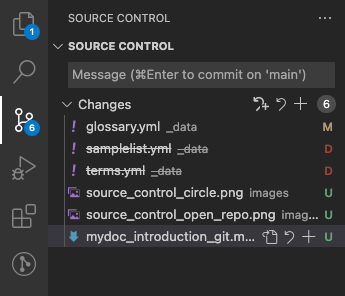 1
SOURCE CONTROL ...
SOURCE CONTROL
Message (⌘Enter to commit on 'main')
Changes 6
6
! glossary.yml _data M
! samplelist.yml _data D
! terms.yml _data D
source_control_circle.png images U
source_control_open_repo.png imag... U
mydoc_introduction_git.m... U